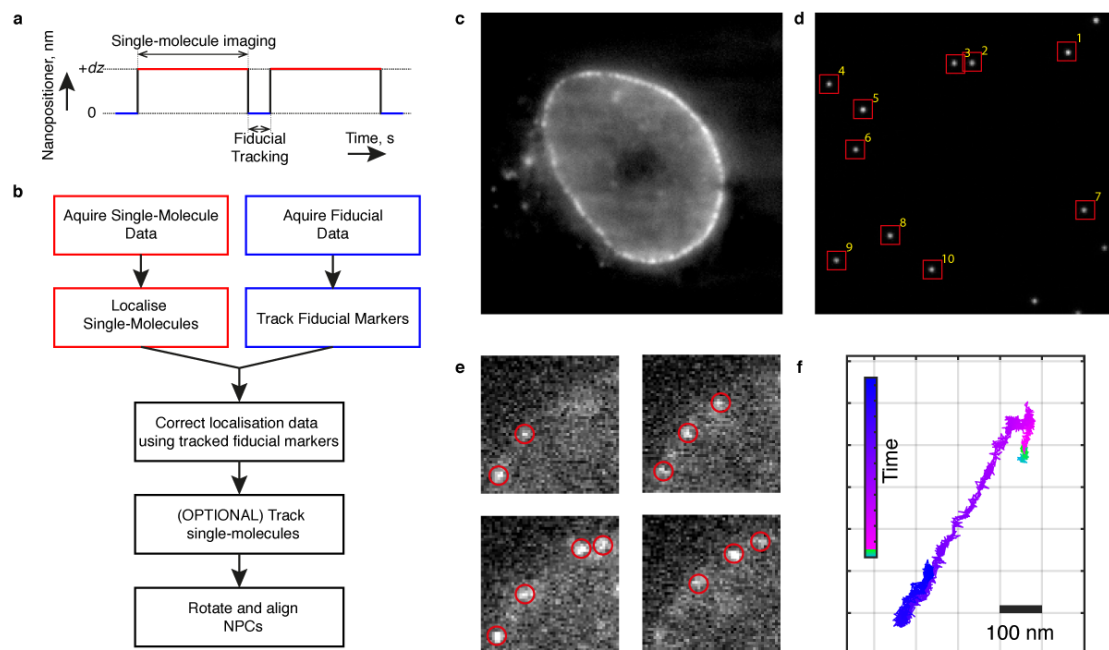 a
Single-molecule imaging
Nanopositioner, nm
+dz
0
Fiducial
Tracking
Time, s
b
Aquire Single-Molecule
Data
Aquire Fiducial
Data
Localise
Single-Molecules
Track Fiducial Markers
Correct localisation data
using tracked fiducial markers
(OPTIONAL) Track
single-molecules
Rotate and align
NPCs
c
d
1
2
3
4
5
6
7
8
9
10
e
f
Time
100 nm